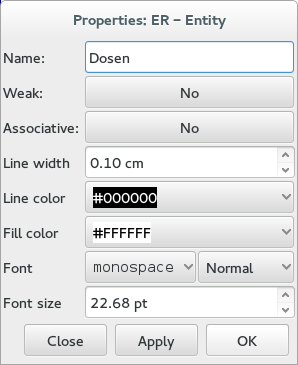 Properties: ER – Entity
Name: Dosen
Weak: No
Associative: No
Line width 0.10 cm
Line color #000000
Fill color #FFFFFF
Font monospace Normal
Font size 22.68 pt
Close Apply OK